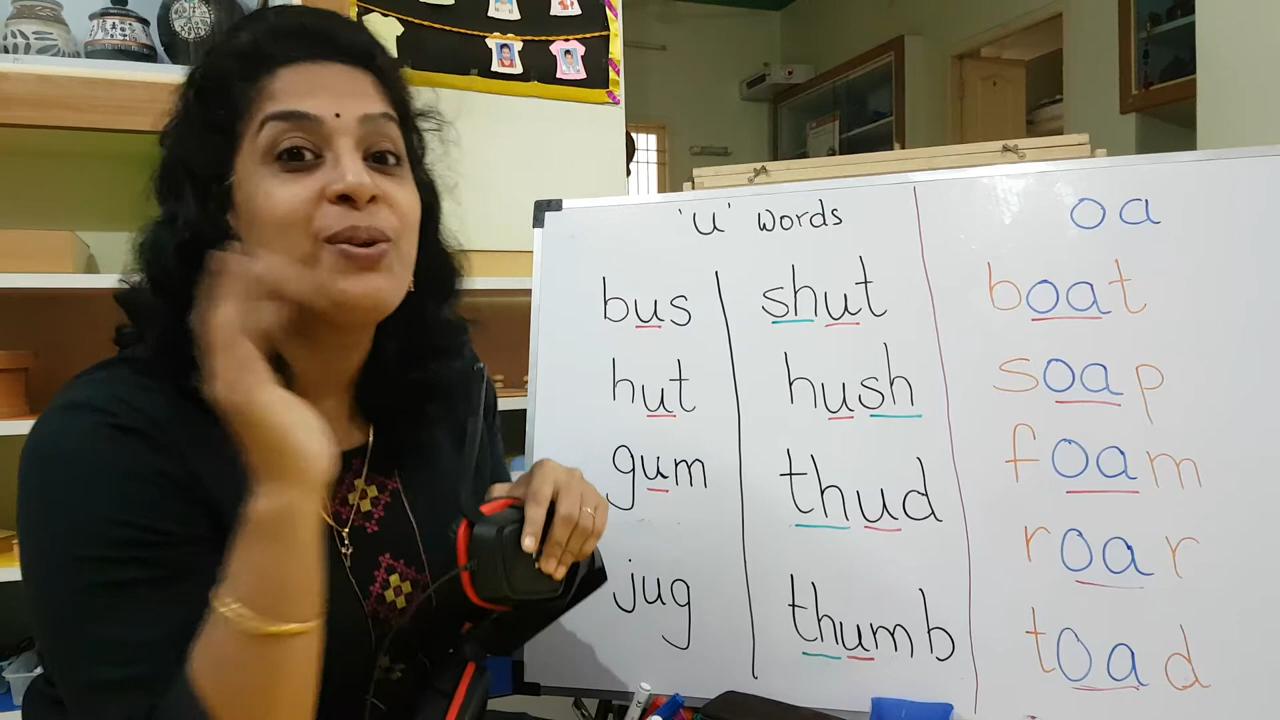 'u' words
bus
hut
gum
jug
shut
hush
thud
thumb
oa
boat
soap
foam
roar
toad